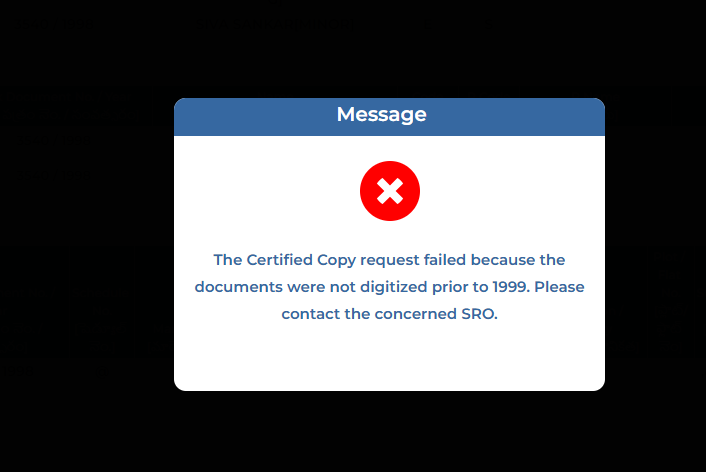 Message
The Certified Copy request failed because the
documents were not digitized prior to 1999. Please
contact the concerned SRO.